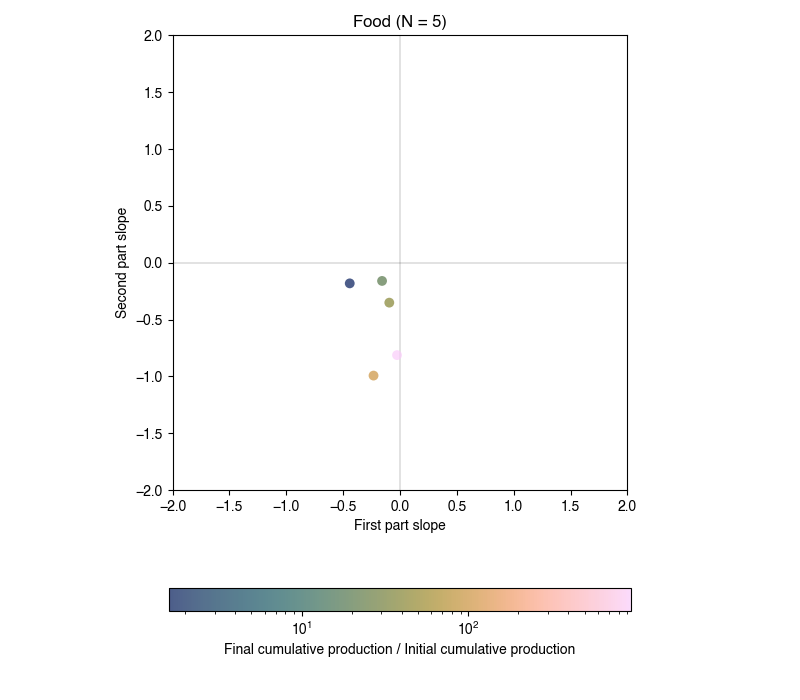 Food (N = 5)
2.0
1.5
1.0
0.5
0.0
−0.5
−1.0
−1.5
−2.0
Second part slope
−2.0 −1.5 −1.0 −0.5 0.0 0.5 1.0 1.5 2.0
First part slope
10¹ 10²
Final cumulative production / Initial cumulative production